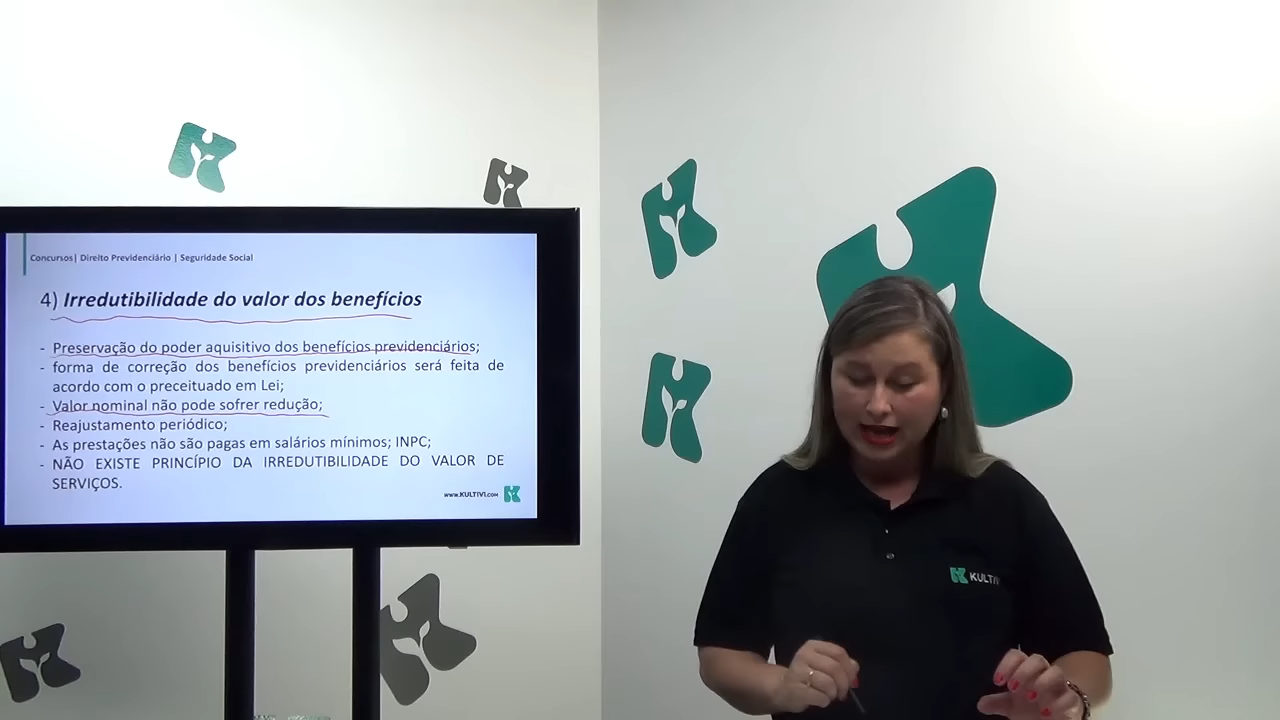 Concursos| Direito Previdenciário | Seguridade Social
4) Irredutibilidade do valor dos benefícios
- Preservação do poder aquisitivo dos benefícios previdenciários;
- forma de correção dos benefícios previdenciários será feita de
acordo com o preceituado em Lei;
- Valor nominal não pode sofrer redução;
- Reajustamento periódico;
- As prestações não são pagas em salários mínimos; INPC;
- NÃO EXISTE PRINCÍPIO DA IRREDUTIBILIDADE DO VALOR DE
SERVIÇOS.
www.KULTIVI.com
KULTIVI